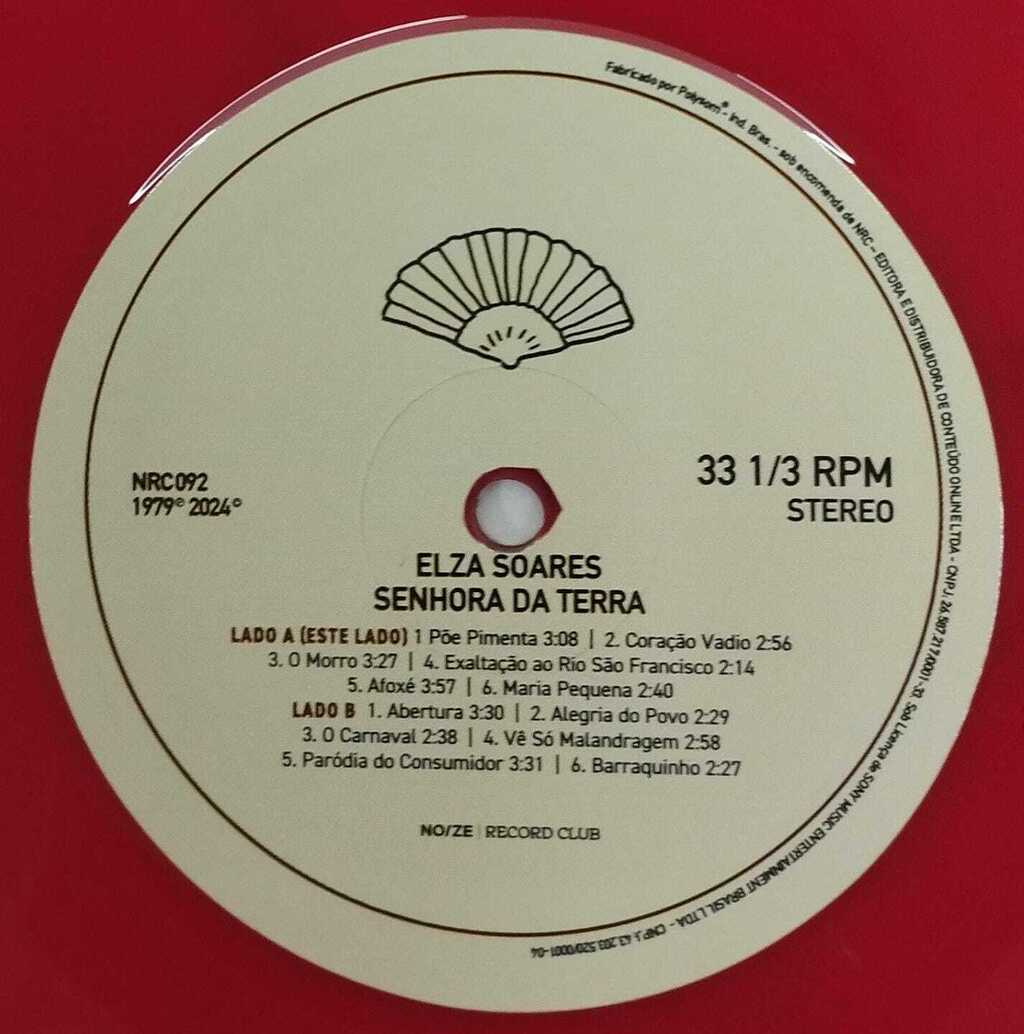 Fabricado por Polysom® - Ind. Bras. - sob encomenda de NRC - EDITORA E DISTRIBUIDORA DE CONTEÚDO ONLINE LTDA - CNPJ. 26.587.217/0001-33. Sob Licença de SONY MUSIC ENTERTAINMENT BRASIL LTDA - CNPJ. 43.203.520/0001-04
NRC092
1979℗ 2024©
33 1/3 RPM
STEREO
ELZA SOARES
SENHORA DA TERRA
LADO A (ESTE LADO) 1 Põe Pimenta 3:08 | 2. Coração Vadio 2:56
3. O Morro 3:27 | 4. Exaltação ao Rio São Francisco 2:14
5. Afoxé 3:57 | 6. Maria Pequena 2:40
LADO B 1. Abertura 3:30 | 2. Alegria do Povo 2:29
3. O Carnaval 2:38 | 4. Vê Só Malandragem 2:58
5. Paródia do Consumidor 3:31 | 6. Barraquinho 2:27
NO/ZE | RECORD CLUB